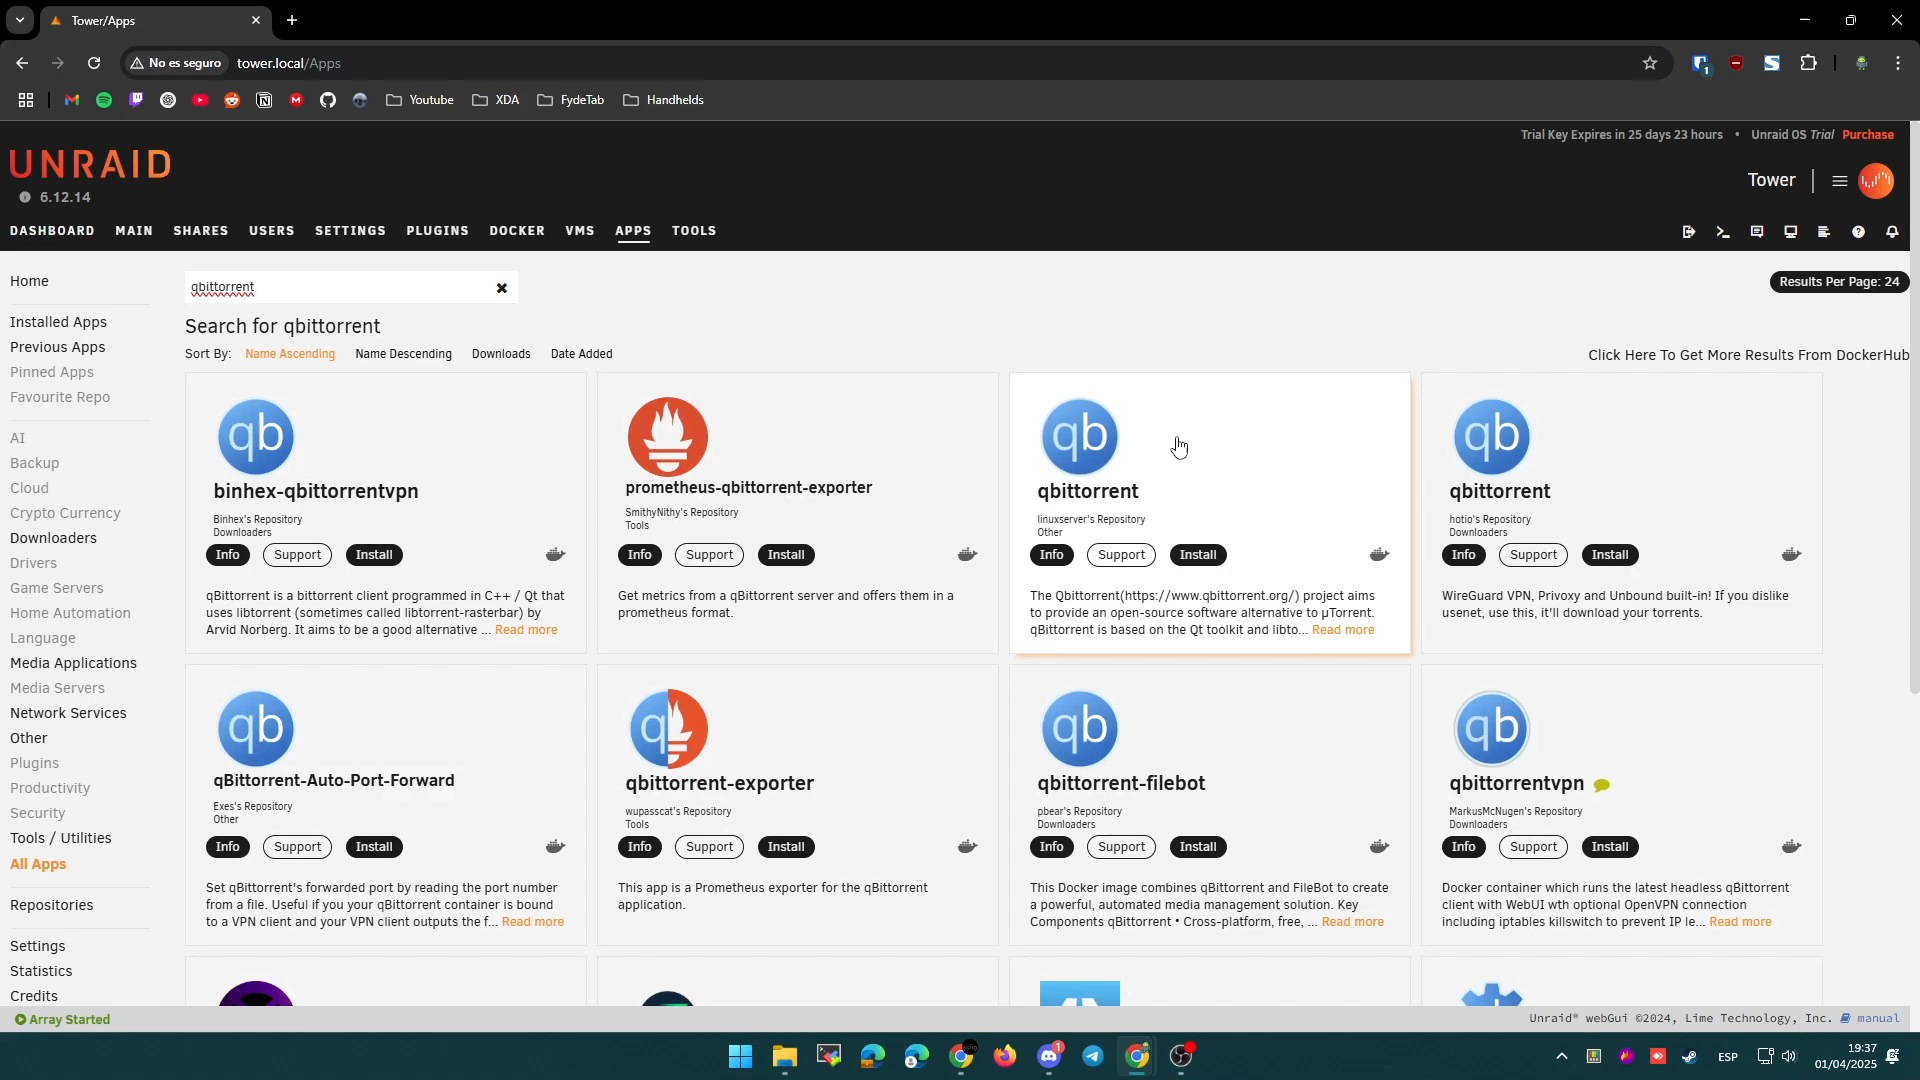 Tower/Apps
No es seguro
tower.local/Apps
1
Youtube
XDA
FydeTab
Handhelds
Trial Key Expires in 25 days 23 hours • Unraid OS Trial Purchase
UNRAID
6.12.14
Tower
DASHBOARD MAIN SHARES USERS SETTINGS PLUGINS DOCKER VMS APPS TOOLS
Home
Installed Apps
Previous Apps
Pinned Apps
Favourite Repo
AI
Backup
Cloud
Crypto Currency
Downloaders
Drivers
Game Servers
Home Automation
Language
Media Applications
Media Servers
Network Services
Other
Plugins
Productivity
Security
Tools / Utilities
All Apps
Repositories
Settings
Statistics
Credits
qbittorrent
Results Per Page: 24
Search for qbittorrent
Sort By: Name Ascending Name Descending Downloads Date Added
Click Here To Get More Results From DockerHub
qb
binhex-qbittorrentvpn
Binhex's Repository
Downloaders
Info Support Install
qBittorrent is a bittorrent client programmed in C++ / Qt that
uses libtorrent (sometimes called libtorrent-rasterbar) by
Arvid Norberg. It aims to be a good alternative ... Read more
prometheus-qbittorrent-exporter
SmithyNithy's Repository
Tools
Info Support Install
Get metrics from a qBittorrent server and offers them in a
prometheus format.
qb
qbittorrent
linuxserver's Repository
Other
Info Support Install
The Qbittorrent(https://www.qbittorrent.org/) project aims
to provide an open-source software alternative to µTorrent.
qBittorrent is based on the Qt toolkit and libto... Read more
qb
qbittorrent
hotio's Repository
Downloaders
Info Support Install
WireGuard VPN, Privoxy and Unbound built-in! If you dislike
usenet, use this, it'll download your torrents.
qb
qBittorrent-Auto-Port-Forward
Exes's Repository
Other
Info Support Install
Set qBittorrent's forwarded port by reading the port number
from a file. Useful if you your qBittorrent container is bound
to a VPN client and your VPN client outputs the f... Read more
q
qbittorrent-exporter
wupasscat's Repository
Tools
Info Support Install
This app is a Prometheus exporter for the qBittorrent
application.
qb
qbittorrent-filebot
pbear's Repository
Downloaders
Info Support Install
This Docker image combines qBittorrent and FileBot to create
a powerful, automated media management solution. Key
Components qBittorrent • Cross-platform, free, ... Read more
qb
qbittorrentvpn
MarkusMcNugen's Repository
Downloaders
Info Support Install
Docker container which runs the latest headless qBittorrent
client with WebUI wth optional OpenVPN connection
including iptables killswitch to prevent IP le... Read more
Array Started
Unraid® webGui ©2024, Lime Technology, Inc. manual
1
ESP
19:37
01/04/2025